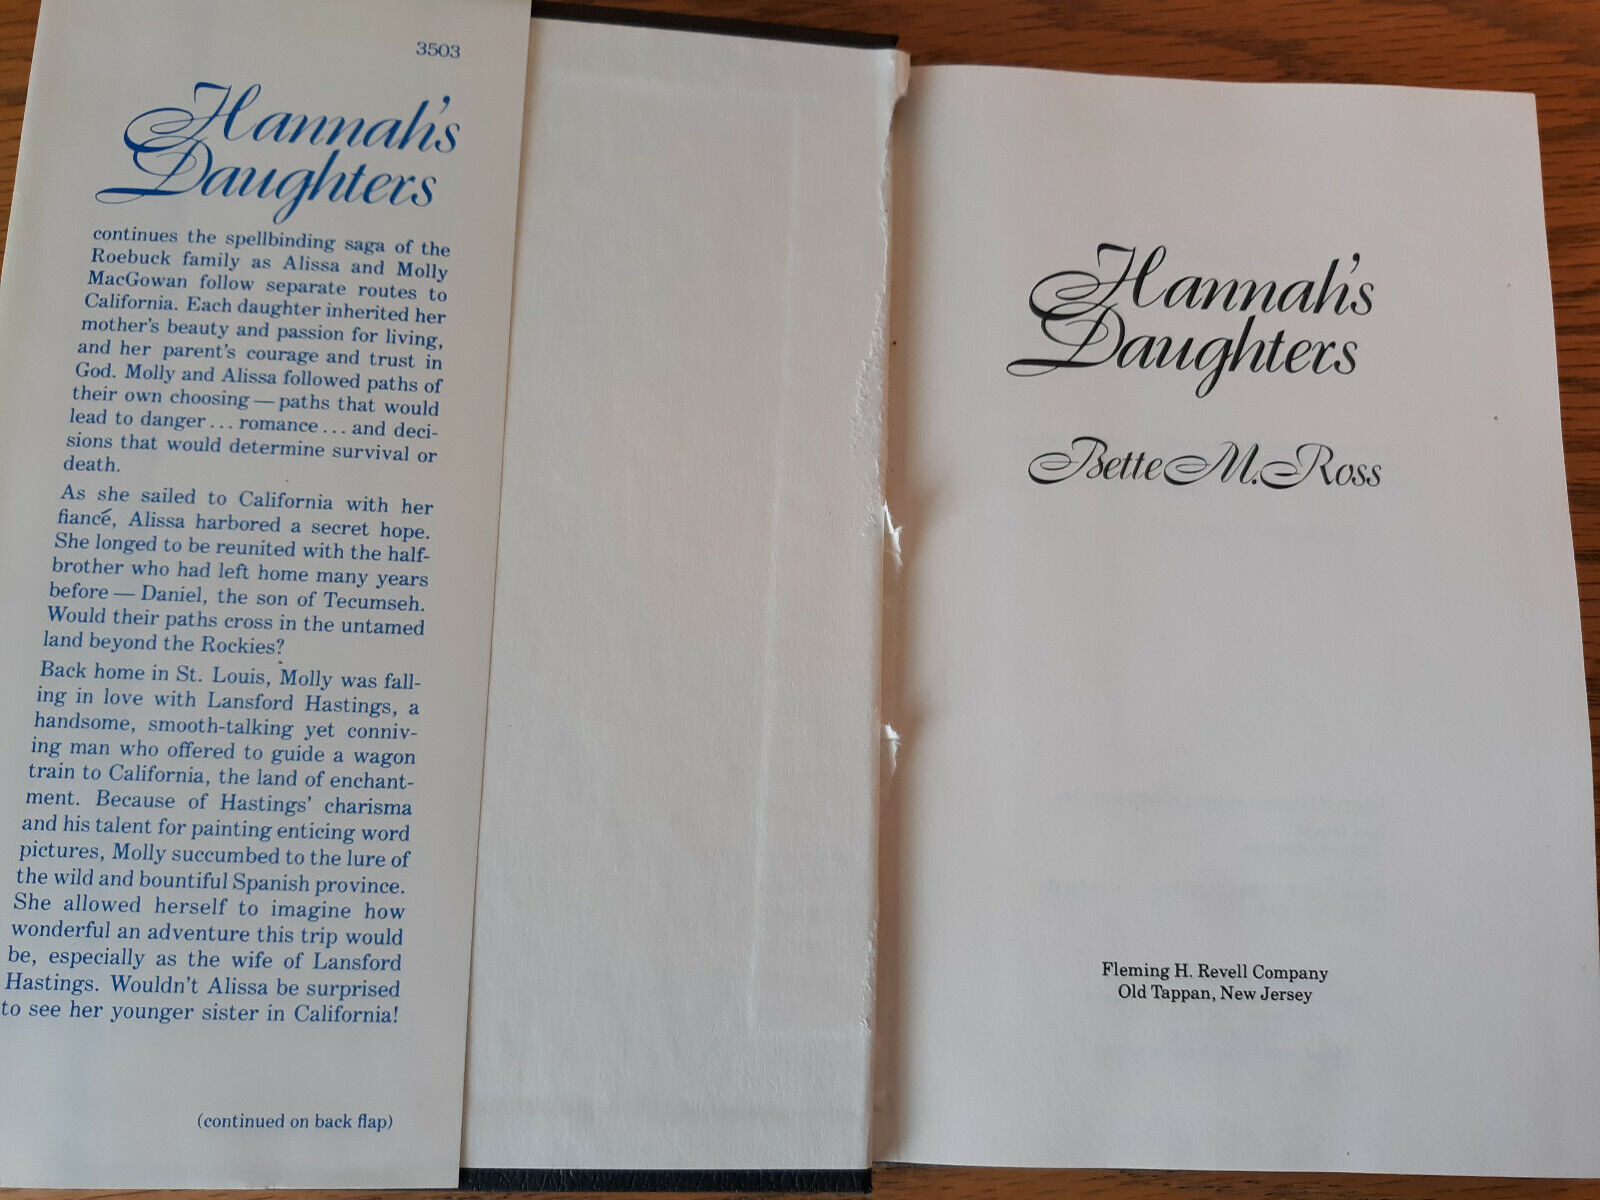 3503
Hannah's
Daughters
continues the spellbinding saga of the
Roebuck family as Alissa and Molly
MacGowan follow separate routes to
California. Each daughter inherited her
mother's beauty and passion for living,
and her parent's courage and trust in
God. Molly and Alissa followed paths of
their own choosing — paths that would
lead to danger ... romance ... and deci-
sions that would determine survival or
death.
As she sailed to California with her
fiancé, Alissa harbored a secret hope.
She longed to be reunited with the half-
brother who had left home many years
before — Daniel, the son of Tecumseh.
Would their paths cross in the untamed
land beyond the Rockies?
Back home in St. Louis, Molly was fall-
ing in love with Lansford Hastings, a
handsome, smooth-talking yet conniv-
ing man who offered to guide a wagon
train to California, the land of enchant-
ment. Because of Hastings' charisma
and his talent for painting enticing word
pictures, Molly succumbed to the lure of
the wild and bountiful Spanish province.
She allowed herself to imagine how
wonderful an adventure this trip would
be, especially as the wife of Lansford
Hastings. Wouldn't Alissa be surprised
to see her younger sister in California!
(continued on back flap)
Hannah's
Daughters
Bette M. Ross
Fleming H. Revell Company
Old Tappan, New Jersey